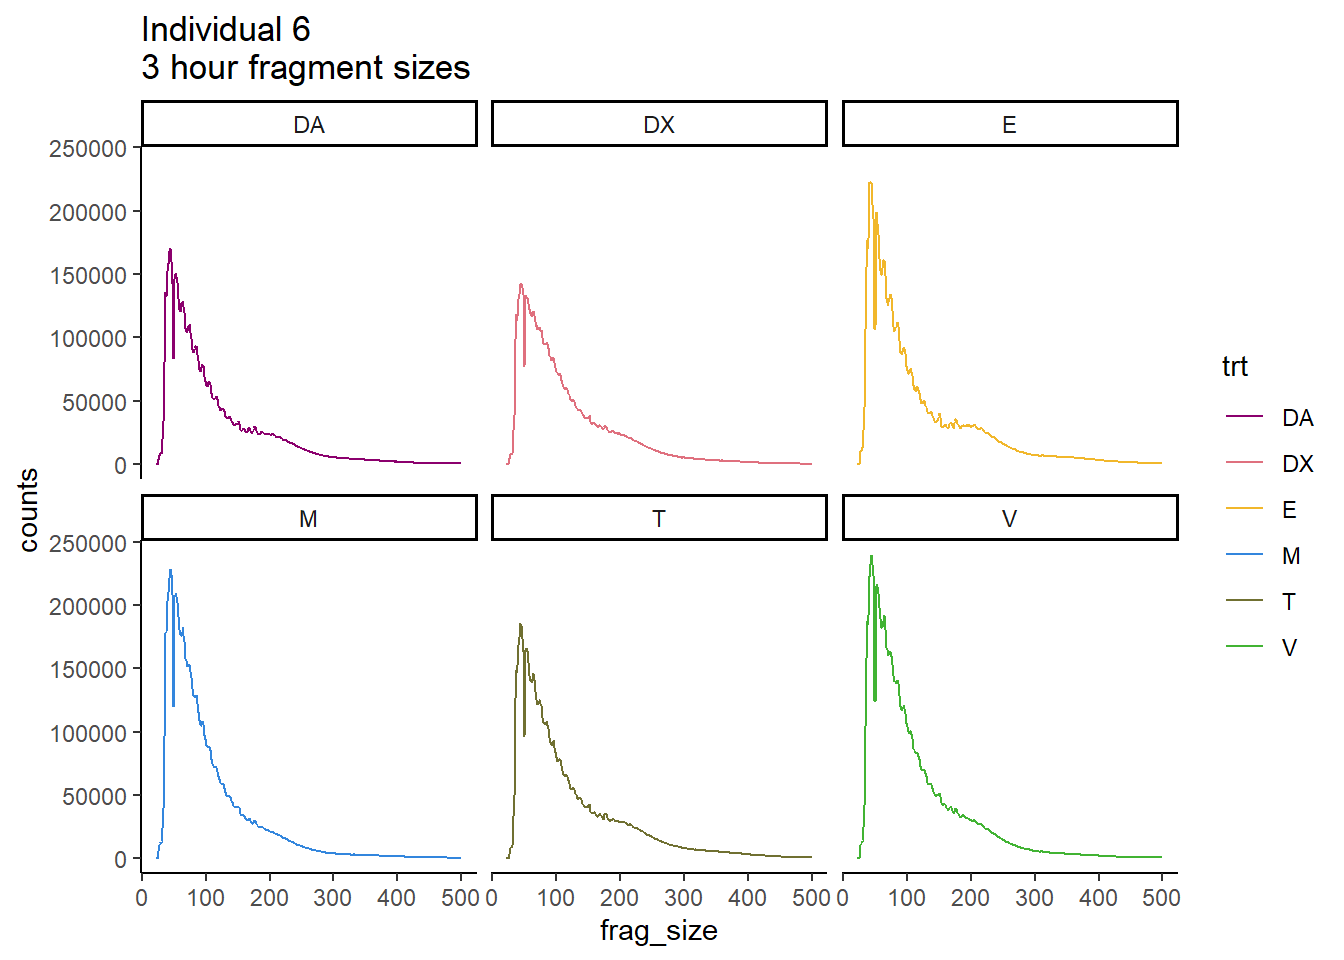 Individual 6
3 hour fragment sizes
DA DX E
250000
200000
150000
100000
50000
0
M T V
250000
200000
150000
100000
50000
0
0 100 200 300 400 500 0 100 200 300 400 500 0 100 200 300 400 500
frag_size
counts
trt
DA
DX
E
M
T
V